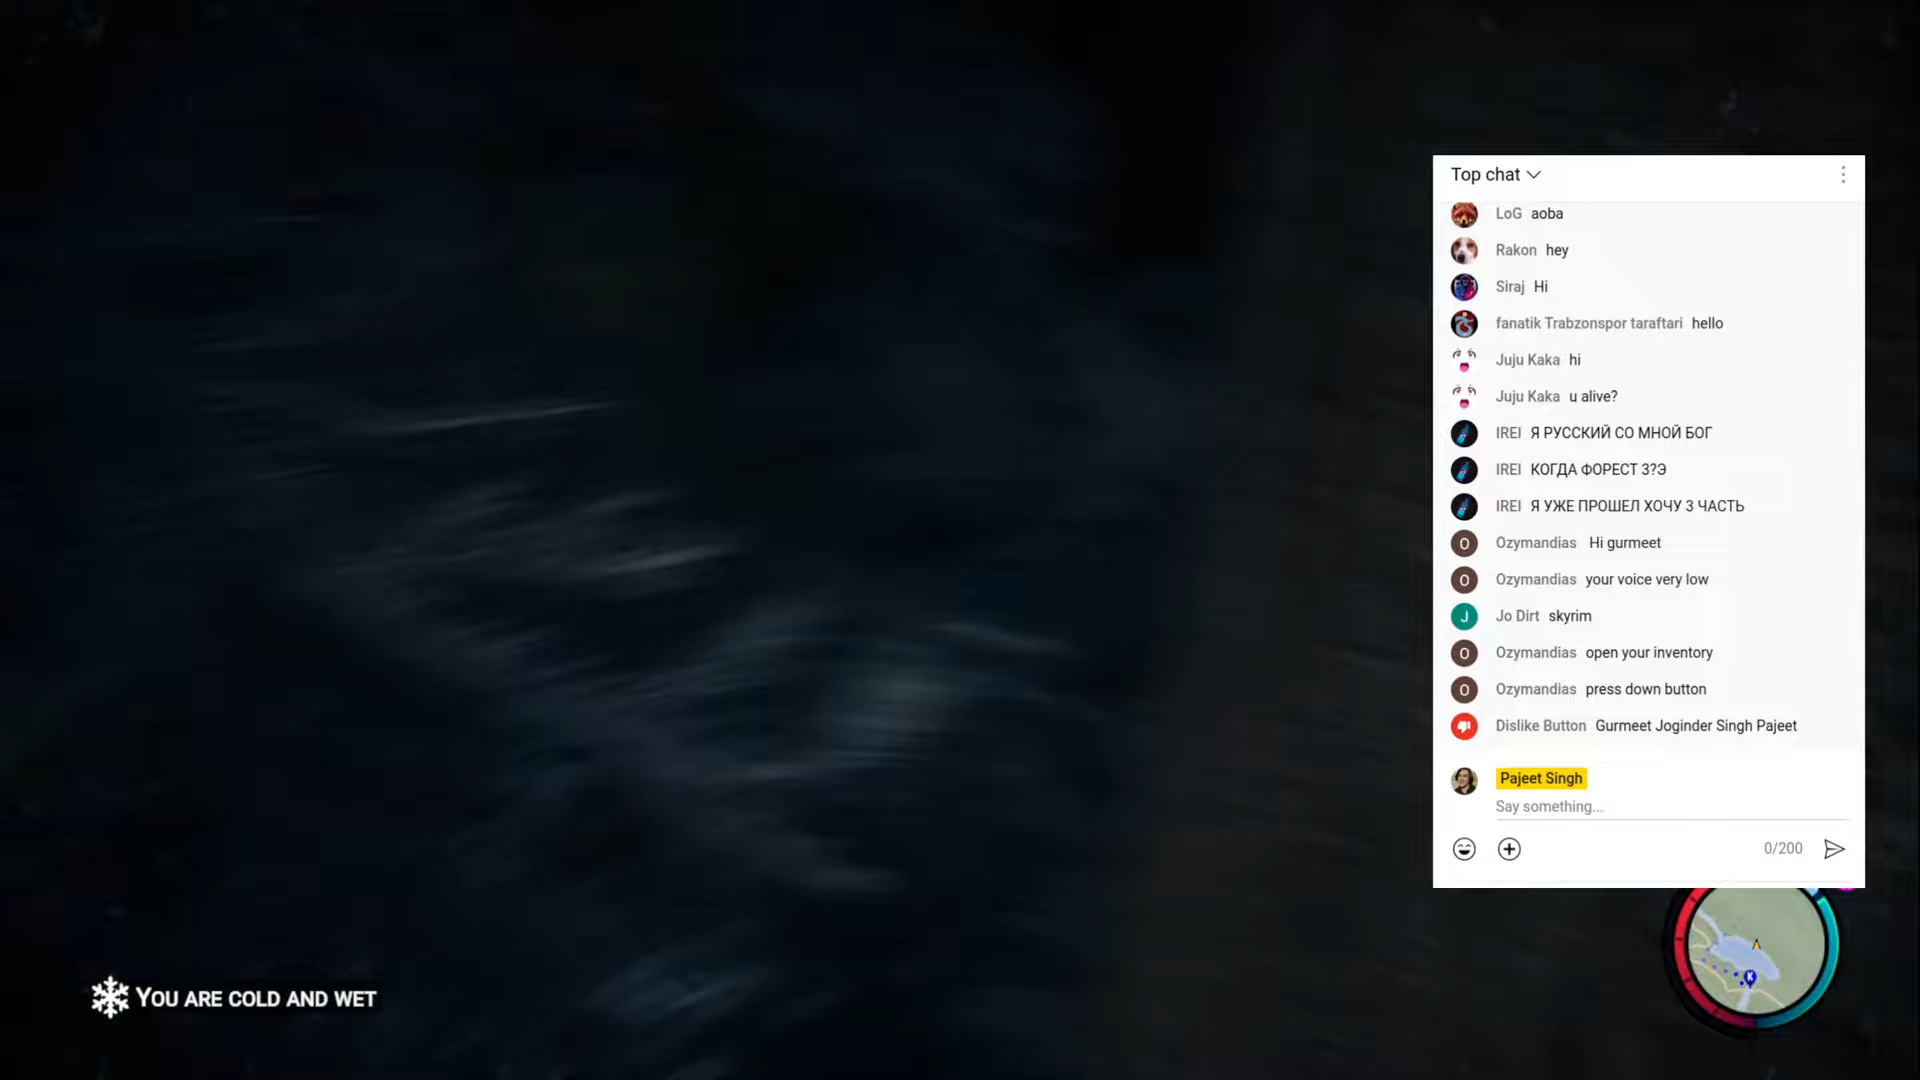 Top chat
LoG aoba
Rakon hey
Siraj Hi
fanatik Trabzonspor taraftari hello
Juju Kaka hi
Juju Kaka u alive?
IREI Я РУССКИЙ СО МНОЙ БОГ
IREI КОГДА ФОРЕСТ 3?Э
IREI Я УЖЕ ПРОШЕЛ ХОЧУ 3 ЧАСТЬ
O Ozymandias Hi gurmeet
O Ozymandias your voice very low
J Jo Dirt skyrim
O Ozymandias open your inventory
O Ozymandias press down button
Dislike Button Gurmeet Joginder Singh Pajeet
Pajeet Singh
Say something...
0/200
K
YOU ARE COLD AND WET